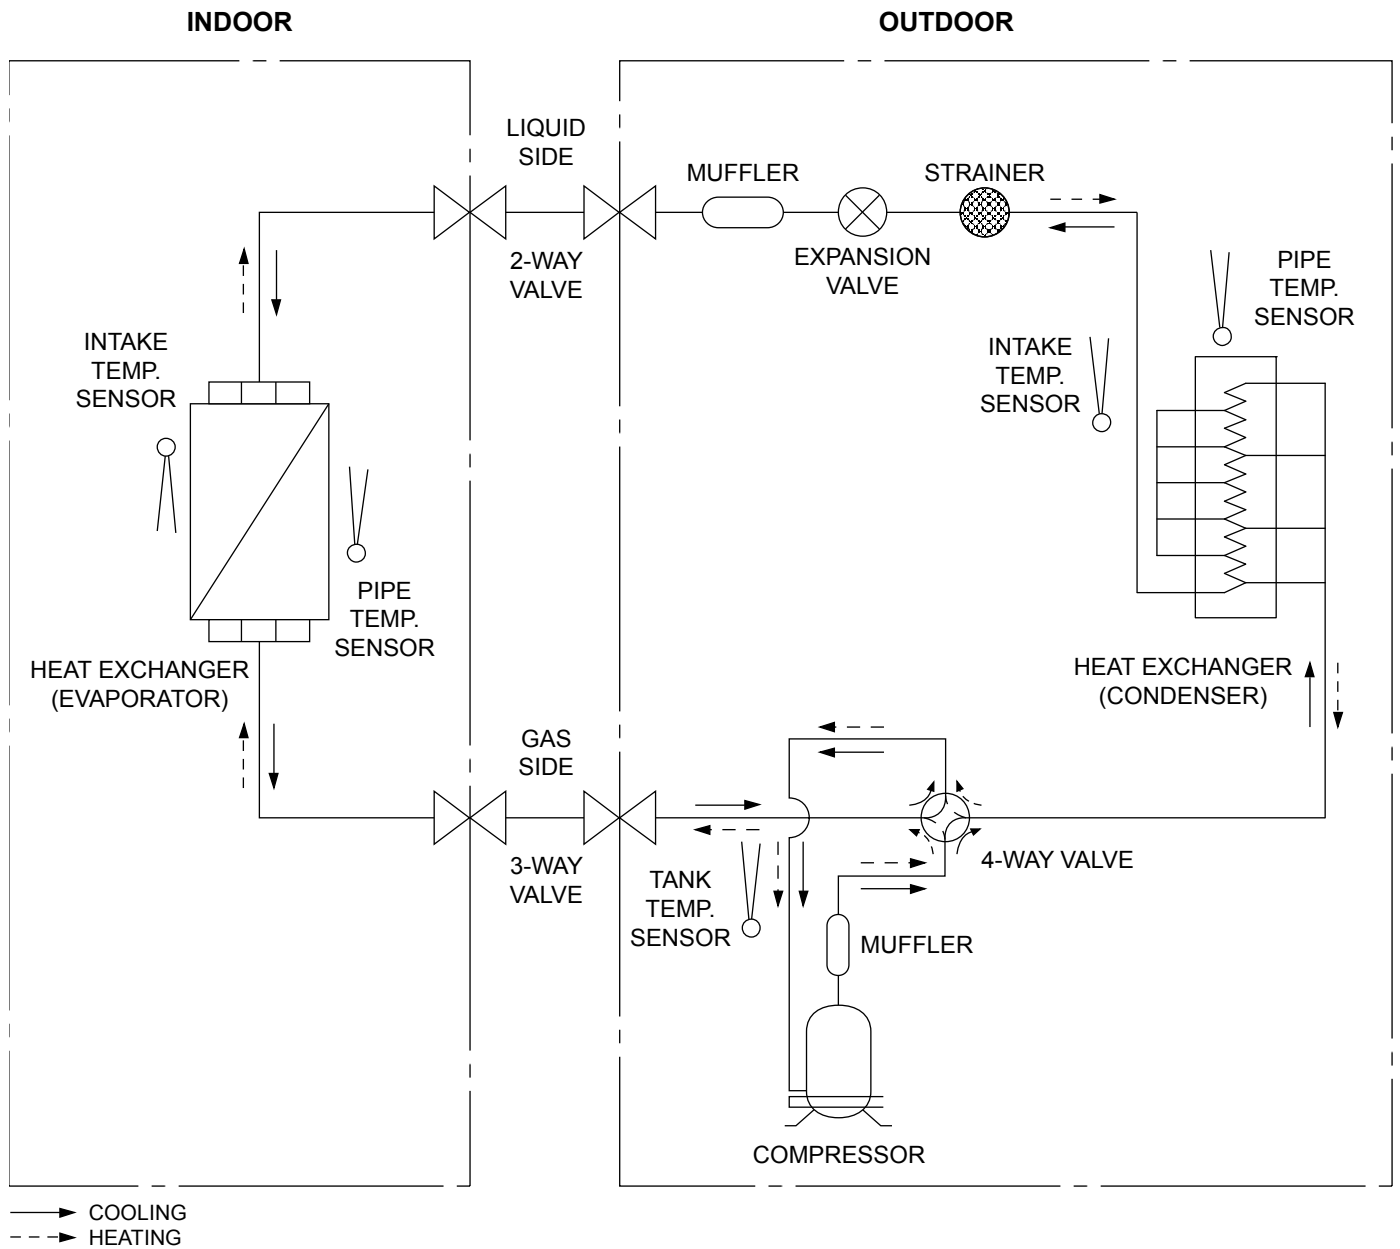 INDOOR
OUTDOOR
LIQUID
SIDE
MUFFLER
STRAINER
2-WAY
VALVE
EXPANSION
VALVE
PIPE
TEMP.
SENSOR
INTAKE
TEMP.
SENSOR
INTAKE
TEMP.
SENSOR
PIPE
TEMP.
SENSOR
HEAT EXCHANGER
(EVAPORATOR)
HEAT EXCHANGER
(CONDENSER)
GAS
SIDE
3-WAY
VALVE
4-WAY VALVE
TANK
TEMP.
SENSOR
MUFFLER
COMPRESSOR
COOLING
HEATING